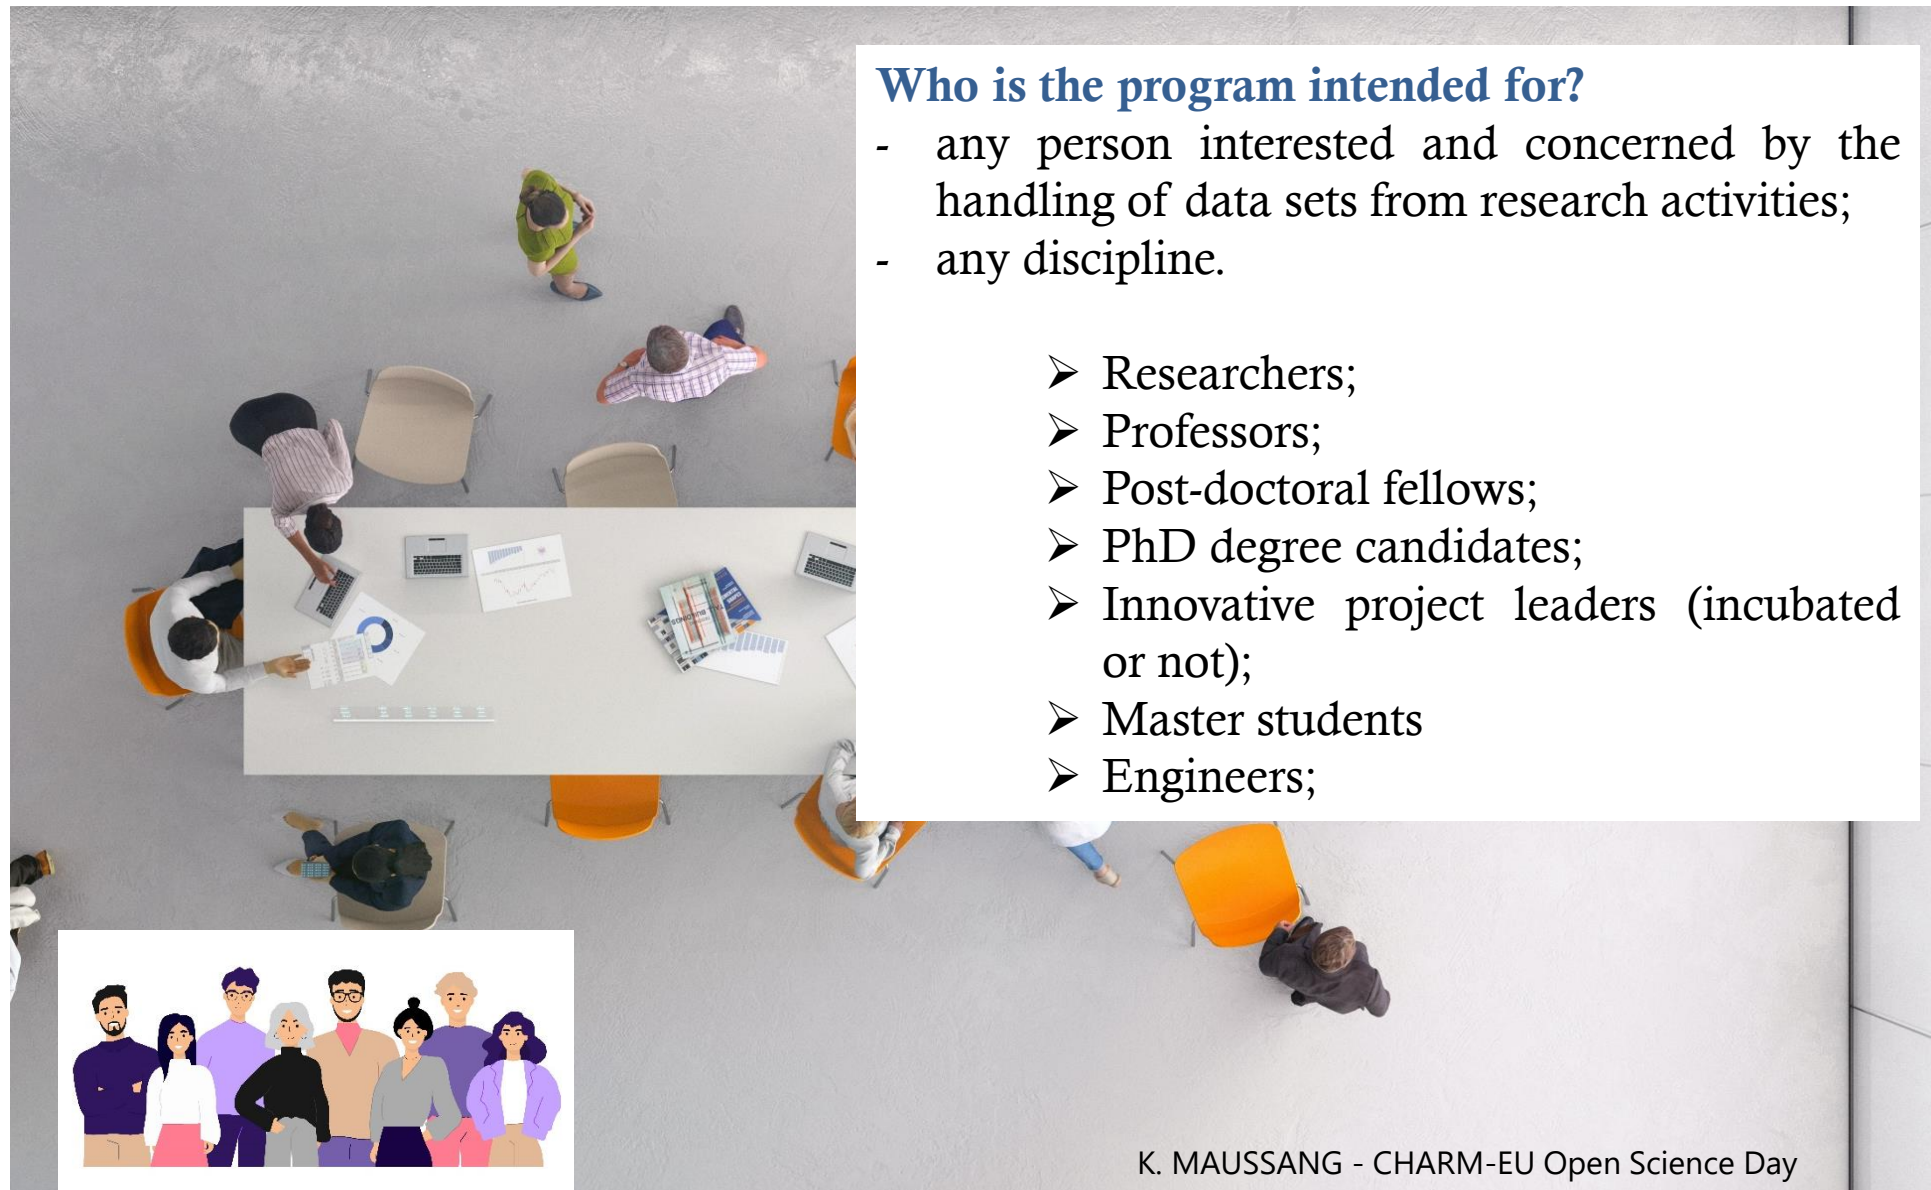 Who is the program intended for?
- any person interested and concerned by the
handling of data sets from research activities;
- any discipline.
➢ Researchers;
➢ Professors;
➢ Post-doctoral fellows;
➢ PhD degree candidates;
➢ Innovative project leaders (incubated
or not);
➢ Master students
➢ Engineers;
K. MAUSSANG - CHARM-EU Open Science Day